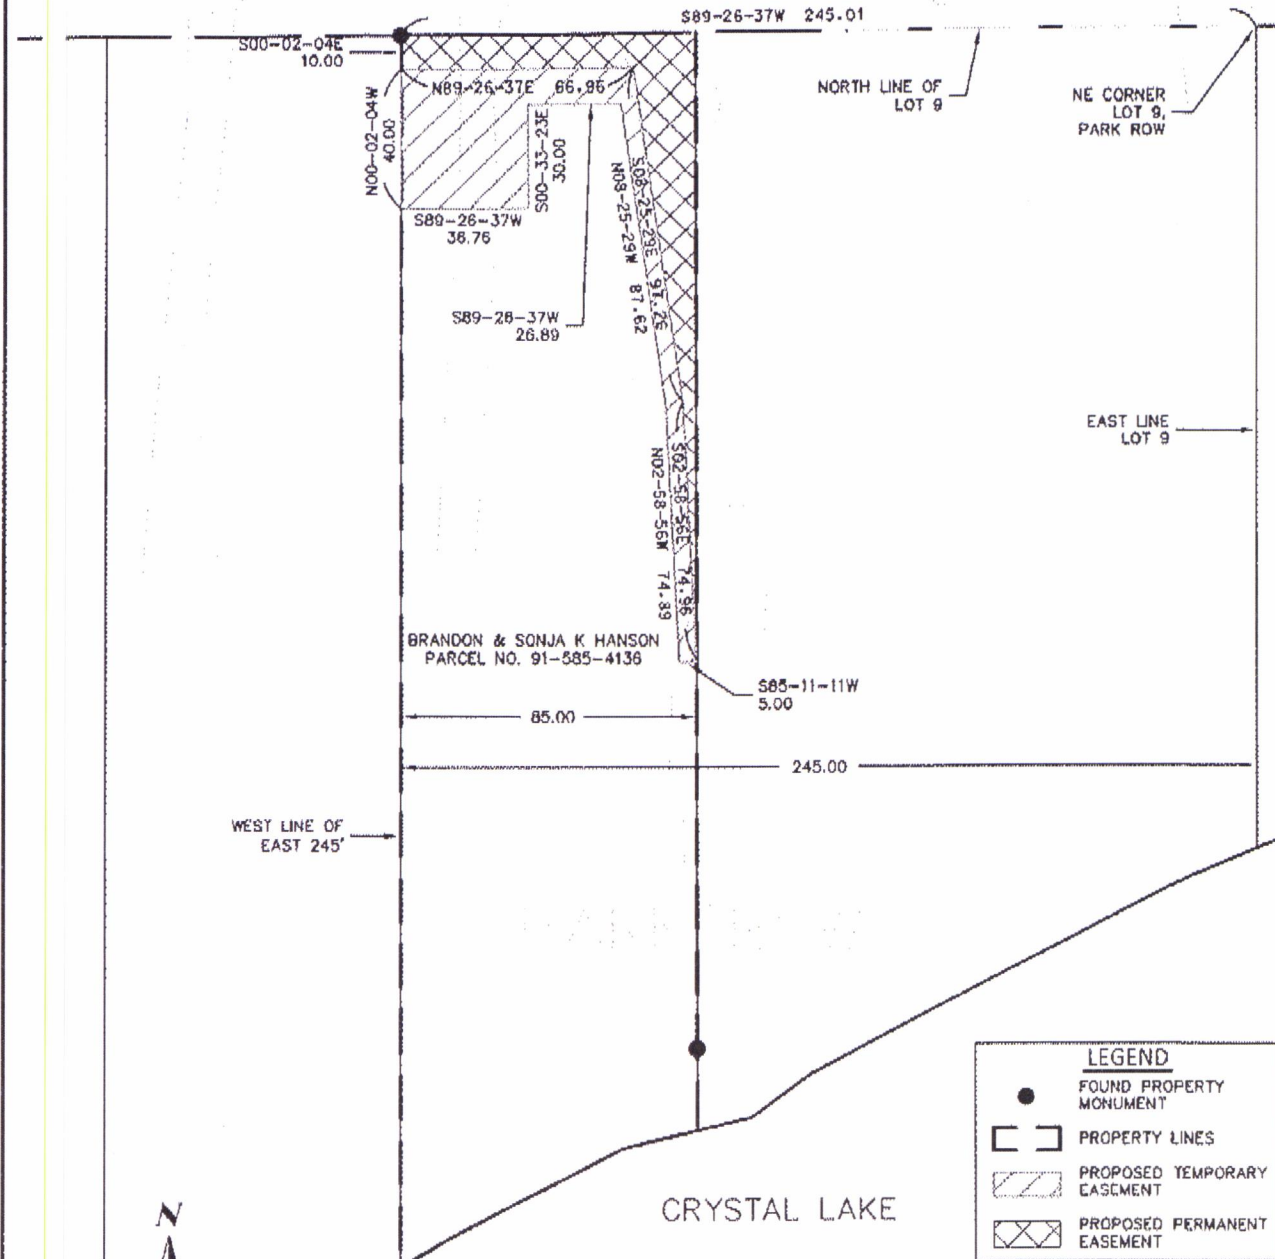 S89-26-37W 245.01
S00-02-04E
10.00
N89-26-37E 66.96
NORTH LINE OF
LOT 9
NE CORNER
LOT 9,
PARK ROW
N00-02-04W
40.00
S00-33-23E
30.00
S89-26-37W
36.76
S08-25-29E 97.26
N08-25-29W 87.62
S89-26-37W
26.89
EAST LINE
LOT 9
S02-58-56E 74.96
N02-58-56W 74.89
BRANDON & SONJA K HANSON
PARCEL NO. 91-585-4136
S85-11-11W
5.00
85.00
245.00
WEST LINE OF
EAST 245'
LEGEND
FOUND PROPERTY
MONUMENT
PROPERTY LINES
PROPOSED TEMPORARY
EASEMENT
PROPOSED PERMANENT
EASEMENT
CRYSTAL LAKE
N